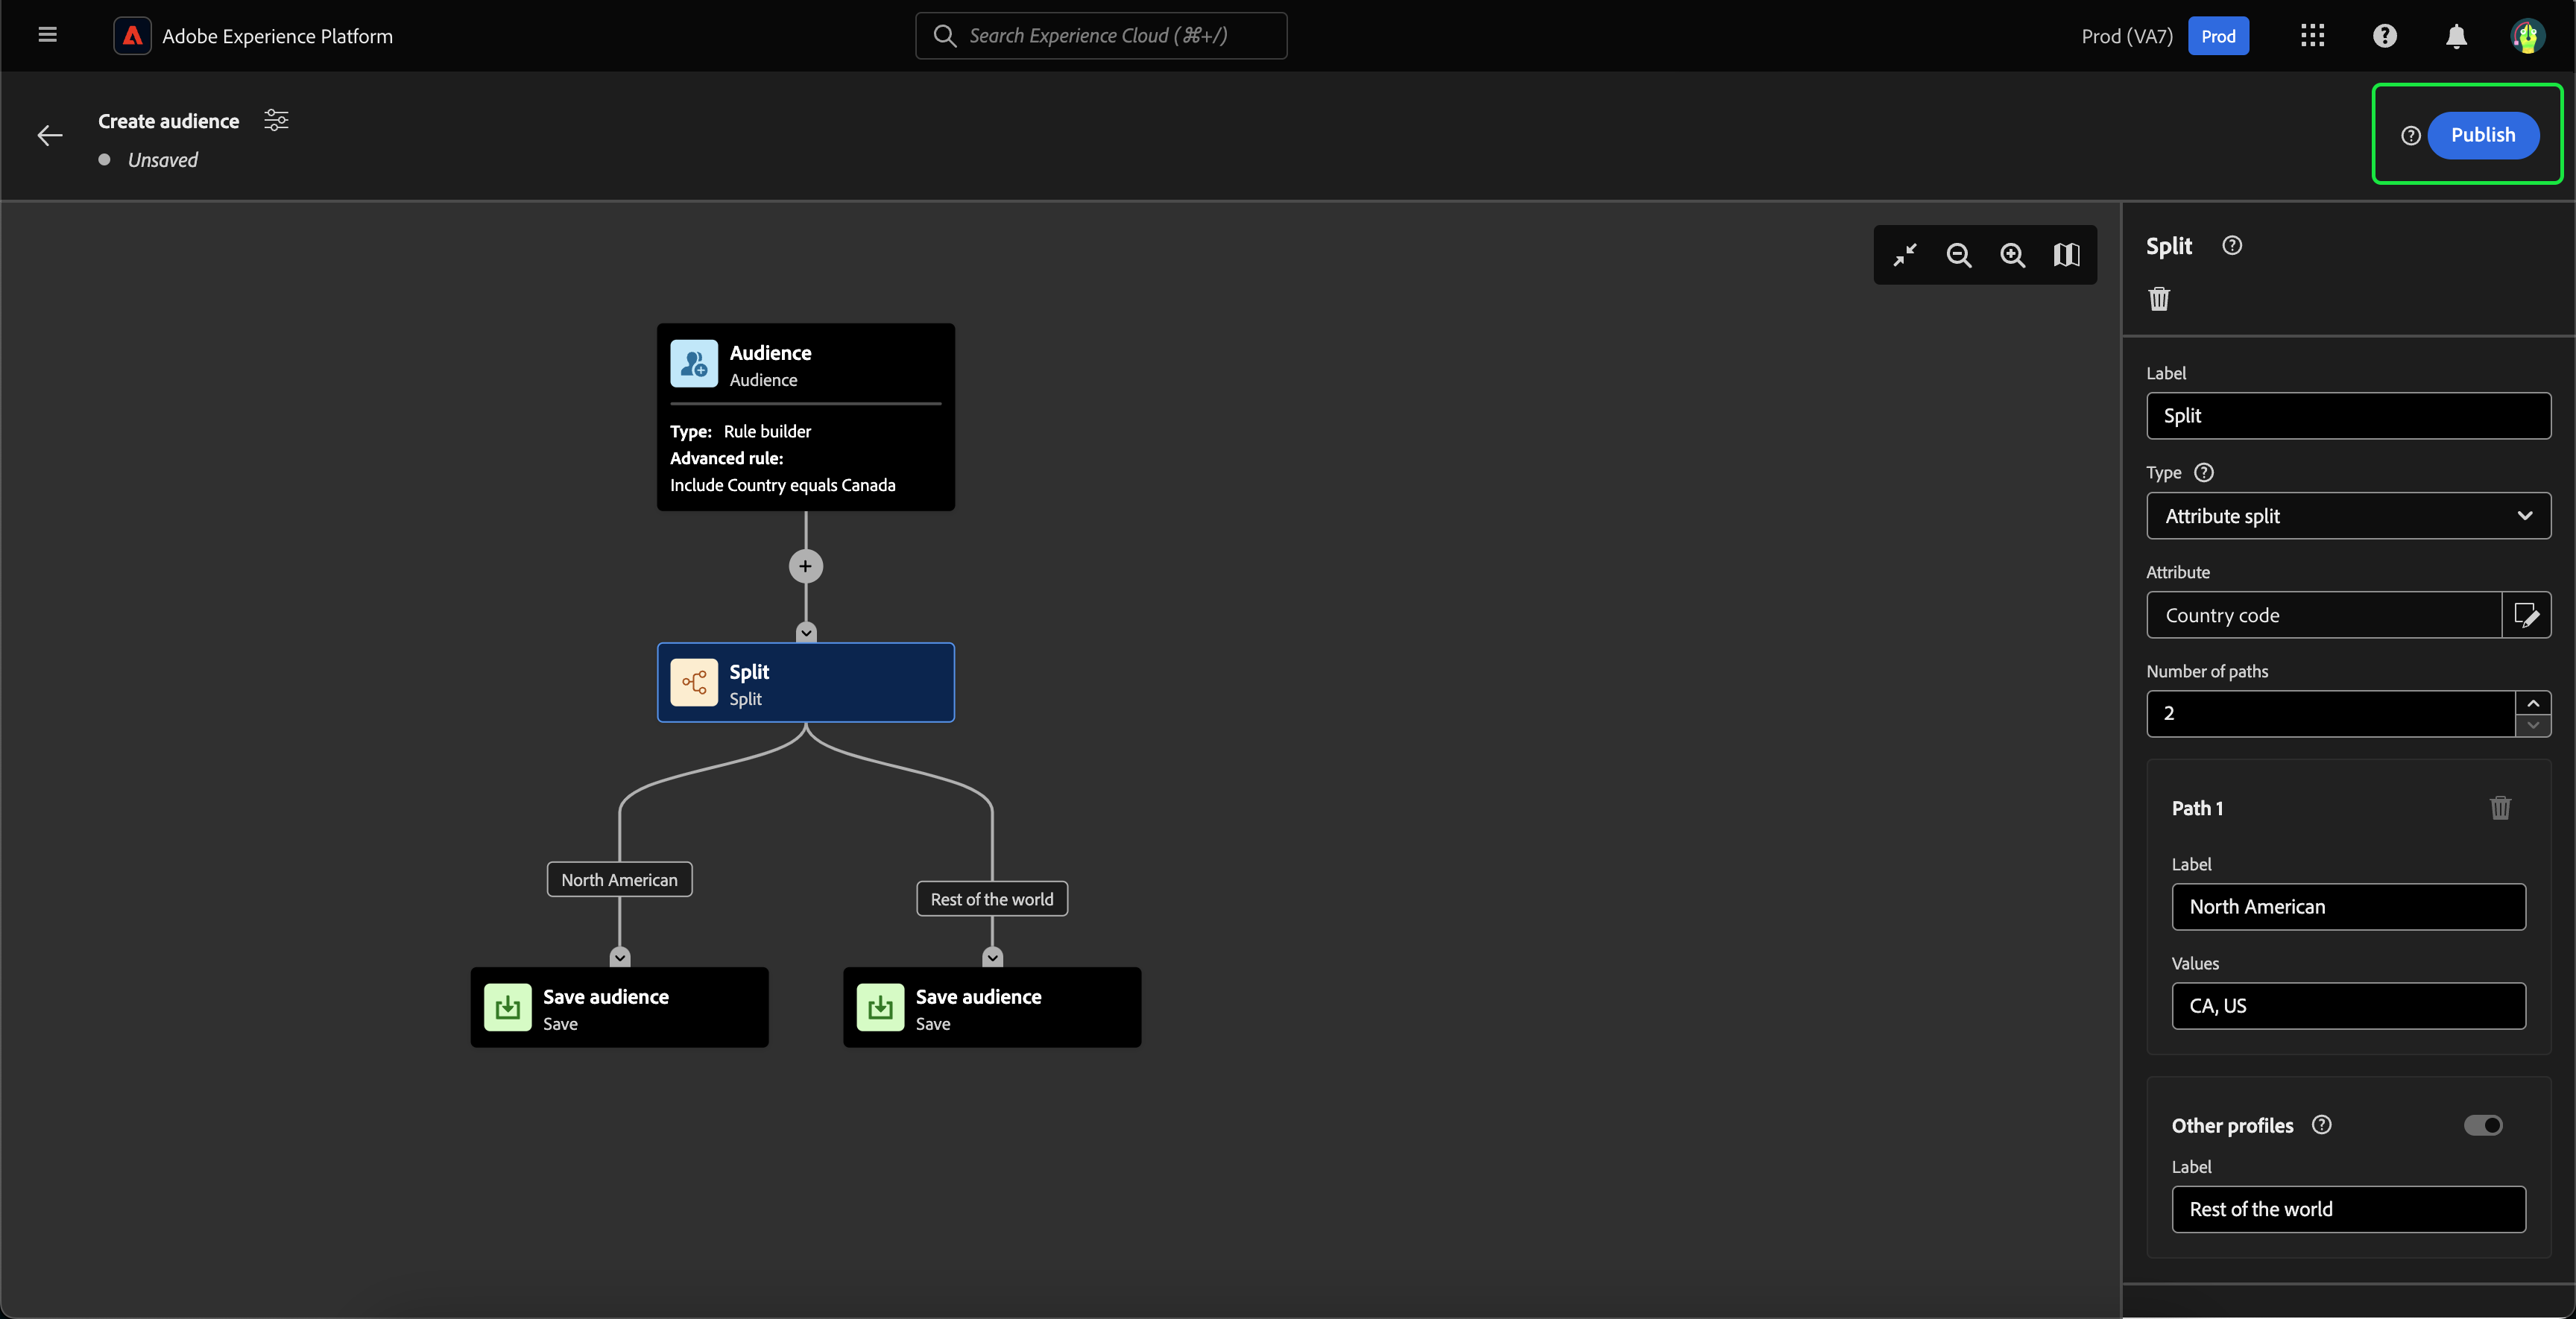 Adobe Experience Platform
Search Experience Cloud (⌘+/)
Prod (VA7)
Prod
Create audience
Unsaved
Publish
Audience
Audience
Type: Rule builder
Advanced rule:
Include Country equals Canada
Split
Split
North American
Rest of the world
Save audience
Save
Save audience
Save
Split
Label
Split
Type
Attribute split
Attribute
Country code
Number of paths
2
Path 1
Label
North American
Values
CA, US
Other profiles
Label
Rest of the world